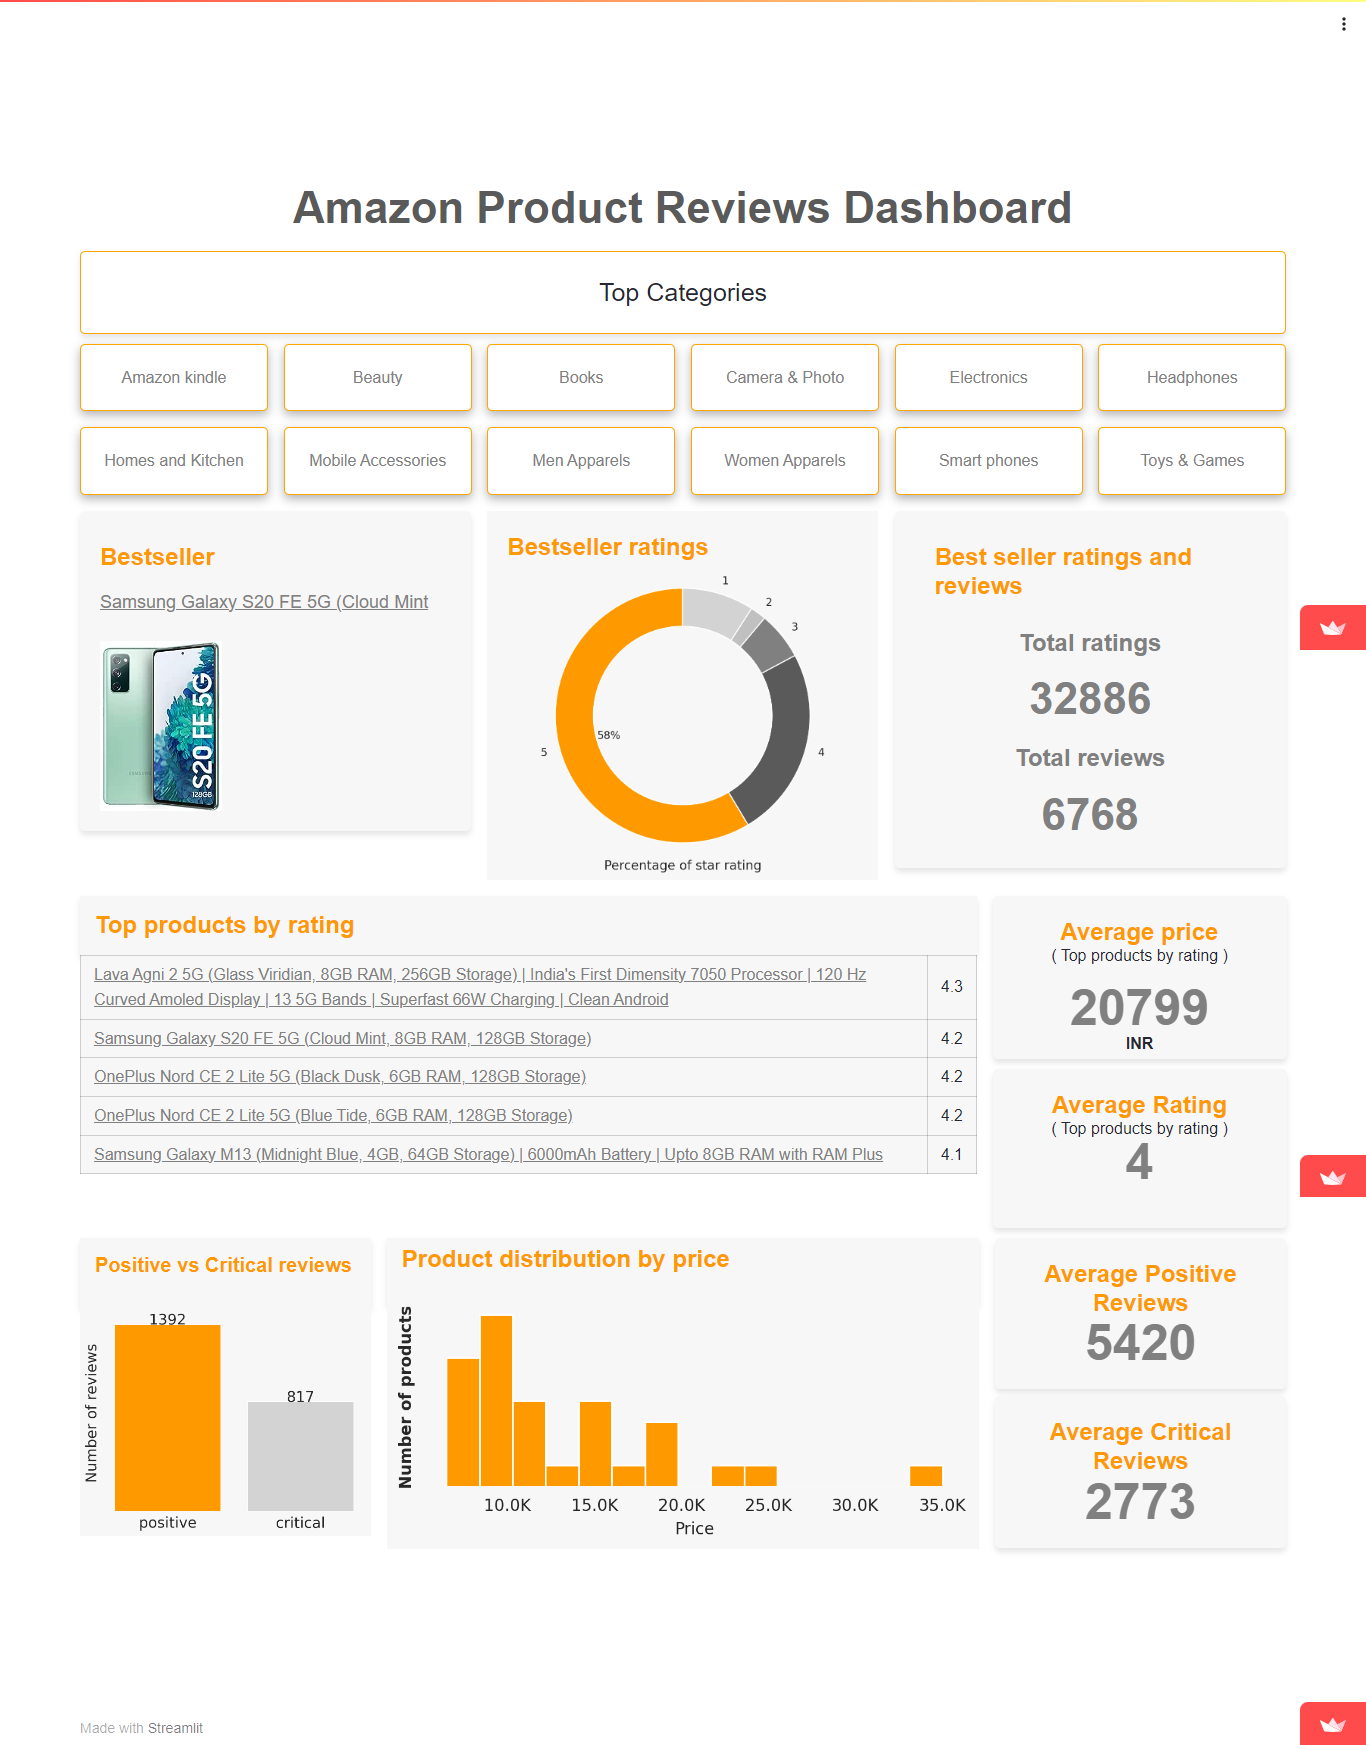 Amazon Product Reviews Dashboard
Top Categories
Amazon kindle
Beauty
Books
Camera & Photo
Electronics
Headphones
Homes and Kitchen
Mobile Accessories
Men Apparels
Women Apparels
Smart phones
Toys & Games
Bestseller
Samsung Galaxy S20 FE 5G (Cloud Mint
S20 FE 5G
128GB
Bestseller ratings
1
2
3
4
5
58%
Percentage of star rating
Best seller ratings and
reviews
Total ratings
32886
Total reviews
6768
Top products by rating
Lava Agni 2 5G (Glass Viridian, 8GB RAM, 256GB Storage) | India's First Dimensity 7050 Processor | 120 Hz
Curved Amoled Display | 13 5G Bands | Superfast 66W Charging | Clean Android
4.3
Samsung Galaxy S20 FE 5G (Cloud Mint, 8GB RAM, 128GB Storage)
4.2
OnePlus Nord CE 2 Lite 5G (Black Dusk, 6GB RAM, 128GB Storage)
4.2
OnePlus Nord CE 2 Lite 5G (Blue Tide, 6GB RAM, 128GB Storage)
4.2
Samsung Galaxy M13 (Midnight Blue, 4GB, 64GB Storage) | 6000mAh Battery | Upto 8GB RAM with RAM Plus
4.1
Average price
( Top products by rating )
20799
INR
Average Rating
( Top products by rating )
4
Positive vs Critical reviews
Number of reviews
1392
817
positive
critical
Product distribution by price
Number of products
10.0K
15.0K
20.0K
25.0K
30.0K
35.0K
Price
Average Positive
Reviews
5420
Average Critical
Reviews
2773
Made with Streamlit